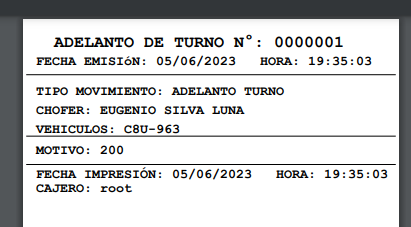 ADELANTO DE TURNO N°: 0000001
FECHA EMISIÓN: 05/06/2023 HORA: 19:35:03
TIPO MOVIMIENTO: ADELANTO TURNO
CHOFER: EUGENIO SILVA LUNA
VEHICULOS: C8U-963
MOTIVO: 200
FECHA IMPRESIÓN: 05/06/2023 HORA: 19:35:03
CAJERO: root